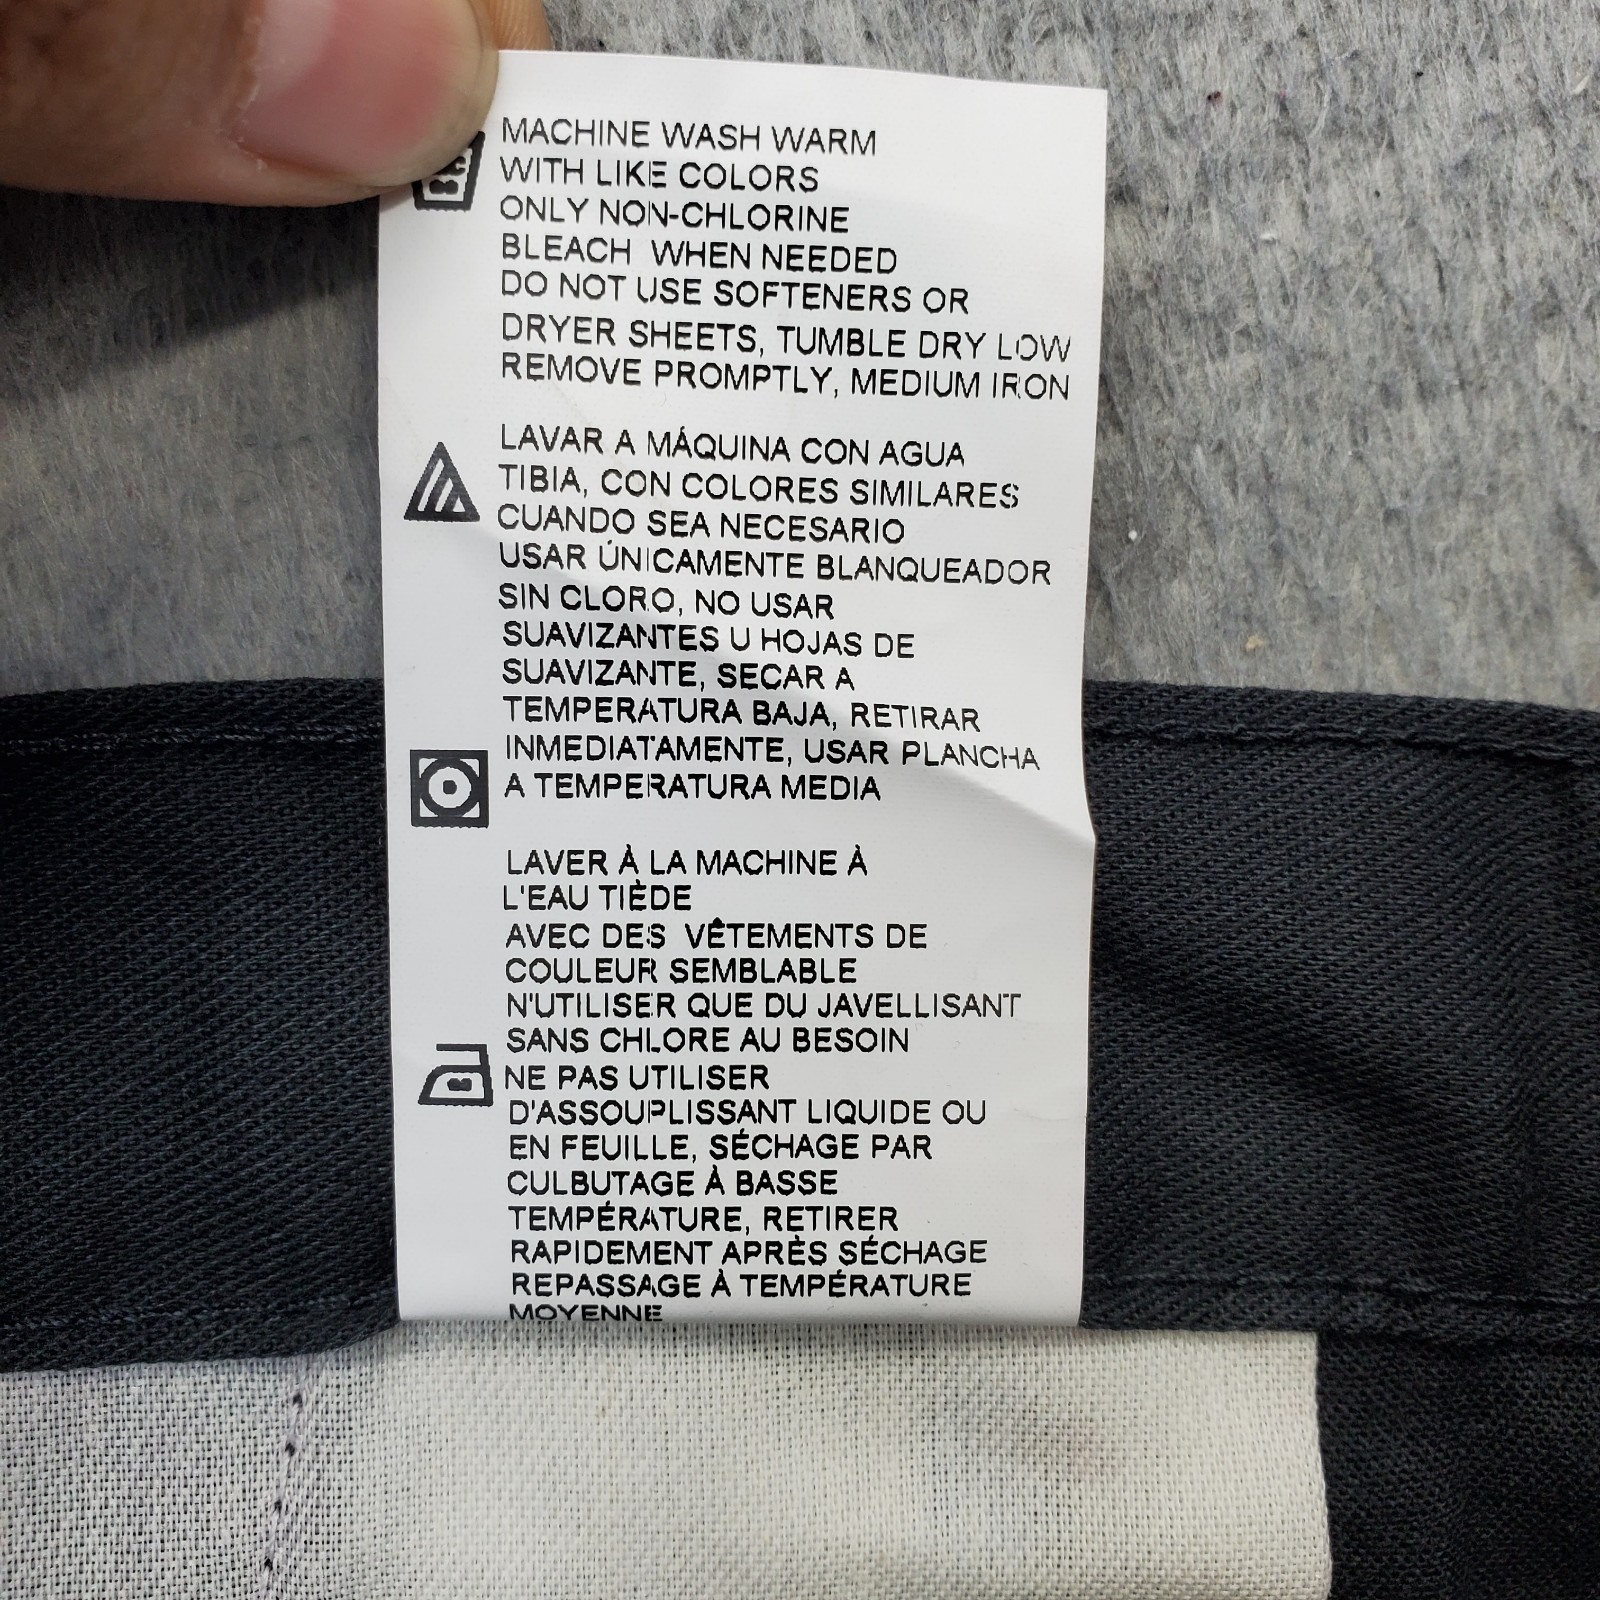 MACHINE WASH WARM
WITH LIKE COLORS
ONLY NON-CHLORINE
BLEACH WHEN NEEDED
DO NOT USE SOFTENERS OR
DRYER SHEETS, TUMBLE DRY LOW
REMOVE PROMPTLY, MEDIUM IRON
LAVAR A MÁQUINA CON AGUA
TIBIA, CON COLORES SIMILARES
CUANDO SEA NECESARIO
USAR ÚNICAMENTE BLANQUEADOR
SIN CLORO, NO USAR
SUAVIZANTES U HOJAS DE
SUAVIZANTE, SECAR A
TEMPERATURA BAJA, RETIRAR
INMEDIATAMENTE, USAR PLANCHA
A TEMPERATURA MEDIA
LAVER À LA MACHINE À
L'EAU TIÈDE
AVEC DES VÊTEMENTS DE
COULEUR SEMBLABLE
N'UTILISER QUE DU JAVELLISANT
SANS CHLORE AU BESOIN
NE PAS UTILISER
D'ASSOUPLISSANT LIQUIDE OU
EN FEUILLE, SÉCHAGE PAR
CULBUTAGE À BASSE
TEMPÉRATURE, RETIRER
RAPIDEMENT APRÈS SÉCHAGE
REPASSAGE À TEMPÉRATURE
MOYENNE